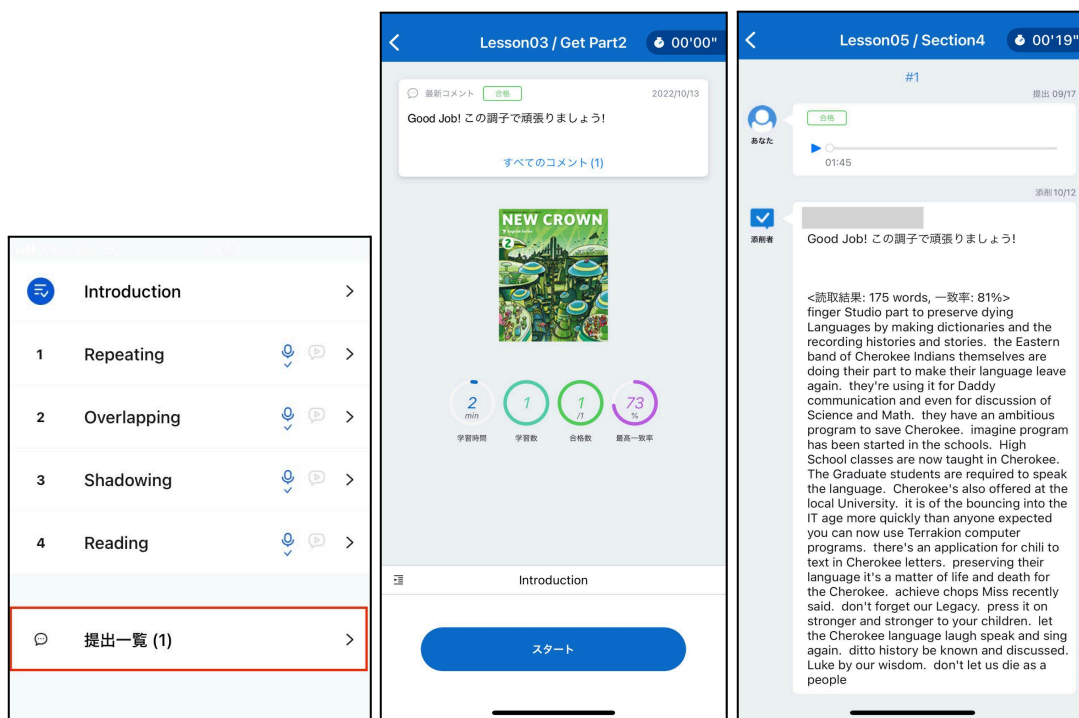 Introduction
1 Repeating
2 Overlapping
3 Shadowing
4 Reading
提出一覧 (1)
Lesson03 / Get Part2 00'00"
最新コメント 合格 2022/10/13
Good Job! この調子で頑張りましょう!
すべてのコメント (1)
NEW CROWN
English Series
2
2 min
1
1 /1
73 %
学習時間 学習数 合格数 最高一致率
Introduction
スタート
Lesson05 / Section4 00'19"
#1
提出 09/17
合格
あなた
01:45
添削 10/12
添削者
Good Job! この調子で頑張りましょう!
<読取結果: 175 words, 一致率: 81%>
finger Studio part to preserve dying
Languages by making dictionaries and the
recording histories and stories. the Eastern
band of Cherokee Indians themselves are
doing their part to make their language leave
again. they're using it for Daddy
communication and even for discussion of
Science and Math. they have an ambitious
program to save Cherokee. imagine program
has been started in the schools. High
School classes are now taught in Cherokee.
The Graduate students are required to speak
the language. Cherokee's also offered at the
local University. it is of the bouncing into the
IT age more quickly than anyone expected
you can now use Terrakion computer
programs. there's an application for chili to
text in Cherokee letters. preserving their
language it's a matter of life and death for
the Cherokee. achieve chops Miss recently
said. don't forget our Legacy. press it on
stronger and stronger to your children. let
the Cherokee language laugh speak and sing
again. ditto history be known and discussed.
Luke by our wisdom. don't let us die as a
people